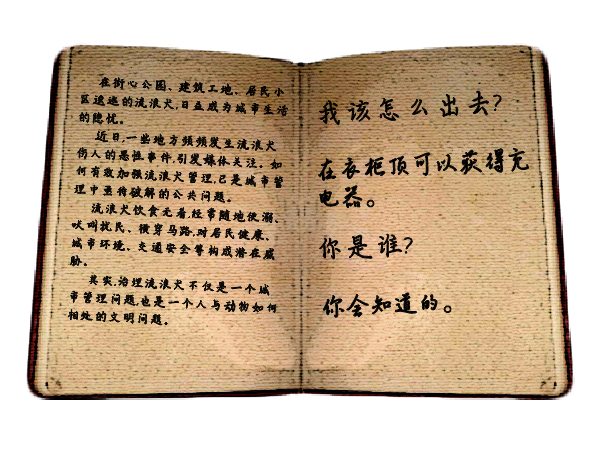 在街心公园、建筑工地、居民小
区逡巡的流浪犬,日益成为城市生活
的隐忧。
近日,一些地方频频发生流浪犬
伤人的恶性事件,引发媒体关注。如
何有效加强流浪犬管理,已是城市管
理中亟待破解的公共问题。
流浪犬饮食无着,经常随地便溺、
吠叫扰民、横穿马路,对居民健康、
城市环境、交通安全等构成潜在威
胁。
其实,治理流浪犬不仅是一个城
市管理问题,也是一个人与动物如何
相处的文明问题。
我该怎么出去?
在衣柜顶可以获得充
电器。
你是谁?
你会知道的。